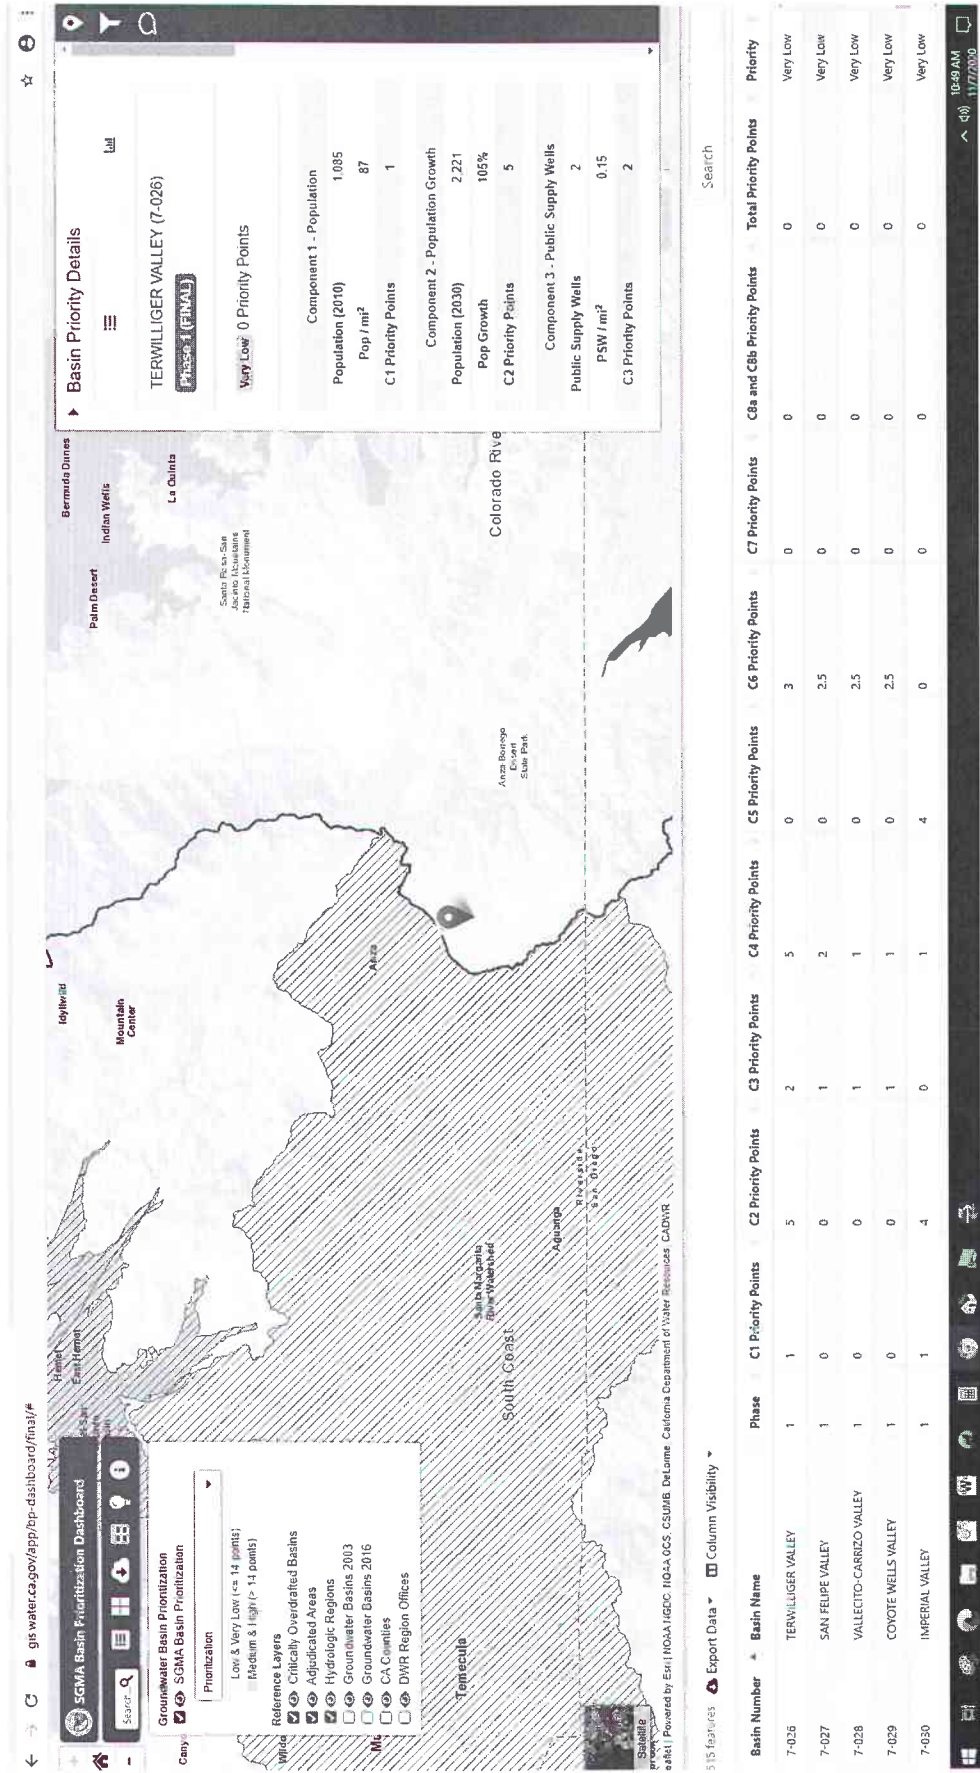 gis.water.ca.gov/app/bp-dashboard/final/#
SGMA Basin Prioritization Dashboard
Search...
Groundwater Basin Prioritization
SGMA Basin Prioritization
Prioritization
Low & Very Low (<= 14 points)
Medium & High (> 14 points)
Reference Layers
Critically Overdrafted Basins
Adjudicated Areas
Hydrologic Regions
Groundwater Basins 2003
Groundwater Basins 2016
CA Counties
DWR Region Offices
Hemet
East Hemet
Idyllwild
Mountain
Center
Bermuda Dunes
Palm Desert
Indian Wells
La Quinta
Santa Rosa-San
Jacinto Mountains
National Monument
Anza
Temecula
Santa Margarita
River Watershed
South Coast
Aguanga
Riverside
San Diego
Anza-Borrego
Desert
State Park
Colorado Rive
Satellite
Powered by Esri | NOAA NGDC, NOAA OCS, CSUMB, DeLorme, California Department of Water Resources, CADWR
Basin Priority Details
TERWILLIGER VALLEY (7-026)
Phase 1 (FINAL)
Very Low 0 Priority Points
Component 1 - Population
Population (2010) 1,085
Pop / mi² 87
C1 Priority Points 1
Component 2 - Population Growth
Population (2030) 2,221
Pop Growth 105%
C2 Priority Points 5
Component 3 - Public Supply Wells
Public Supply Wells 2
PSW / mi² 0.15
C3 Priority Points 2
515 features Export Data Column Visibility Search
Basin Number Basin Name Phase C1 Priority Points C2 Priority Points C3 Priority Points C4 Priority Points C5 Priority Points C6 Priority Points C7 Priority Points C8a and C8b Priority Points Total Priority Points Priority
7-026 TERWILLIGER VALLEY 1 1 5 2 5 0 3 0 0 0 Very Low
7-027 SAN FELIPE VALLEY 1 0 0 1 2 0 2.5 0 0 0 Very Low
7-028 VALLECITO-CARRIZO VALLEY 1 0 0 1 1 0 2.5 0 0 0 Very Low
7-029 COYOTE WELLS VALLEY 1 0 0 1 1 0 2.5 0 0 0 Very Low
7-030 IMPERIAL VALLEY 1 1 4 0 1 4 0 0 0 0 Very Low
10:49 AM
11/7/2020